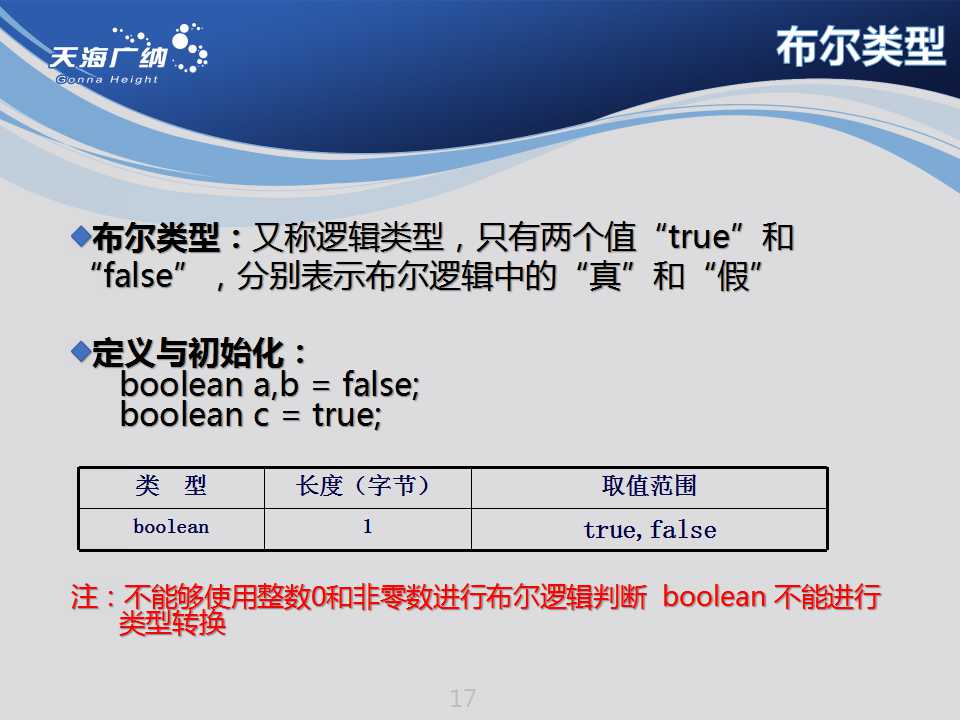 天海广纳
Gonna Height
布尔类型
布尔类型：又称逻辑类型，只有两个值“true”和
“false”，分别表示布尔逻辑中的“真”和“假”
定义与初始化：
boolean a,b = false;
boolean c = true;
类 型 长度（字节） 取值范围
boolean 1 true,false
注：不能够使用整数0和非零数进行布尔逻辑判断 boolean 不能进行
类型转换
17